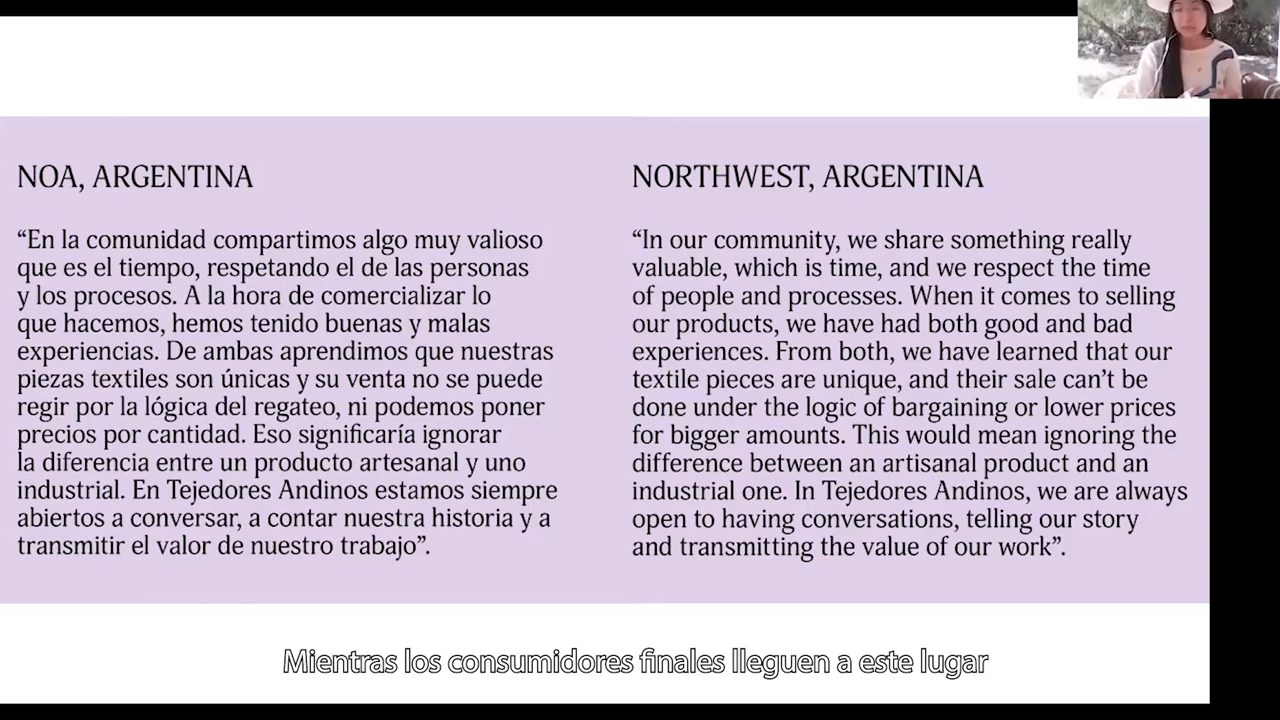 NOA, ARGENTINA
“En la comunidad compartimos algo muy valioso
que es el tiempo, respetando el de las personas
y los procesos. A la hora de comercializar lo
que hacemos, hemos tenido buenas y malas
experiencias. De ambas aprendimos que nuestras
piezas textiles son únicas y su venta no se puede
regir por la lógica del regateo, ni podemos poner
precios por cantidad. Eso significaría ignorar
la diferencia entre un producto artesanal y uno
industrial. En Tejedores Andinos estamos siempre
abiertos a conversar, a contar nuestra historia y a
transmitir el valor de nuestro trabajo”.
NORTHWEST, ARGENTINA
“In our community, we share something really
valuable, which is time, and we respect the time
of people and processes. When it comes to selling
our products, we have had both good and bad
experiences. From both, we have learned that our
textile pieces are unique, and their sale can’t be
done under the logic of bargaining or lower prices
for bigger amounts. This would mean ignoring the
difference between an artisanal product and an
industrial one. In Tejedores Andinos, we are always
open to having conversations, telling our story
and transmitting the value of our work”.
Mientras los consumidores finales lleguen a este lugar